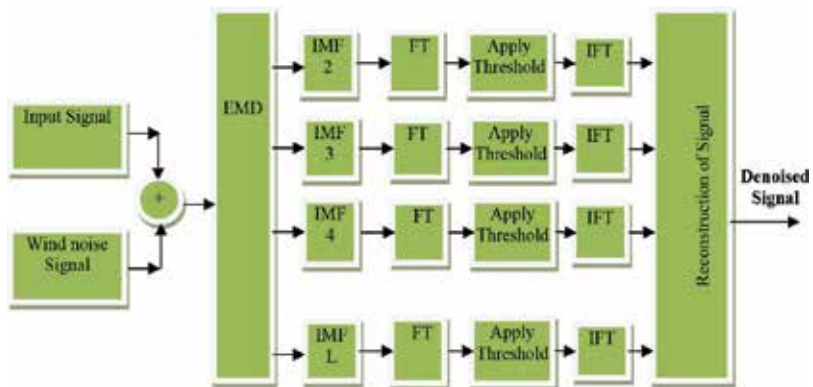 IMF
2
FT
Apply
Threshold
IFT
Input Signal
EMD
IMF
3
FT
Apply
Threshold
IFT
+
Wind noise
Signal
IMF
4
FT
Apply
Threshold
IFT
IMF
L
FT
Apply
Threshold
IFT
Reconstruction of Signal
Denoised
Signal